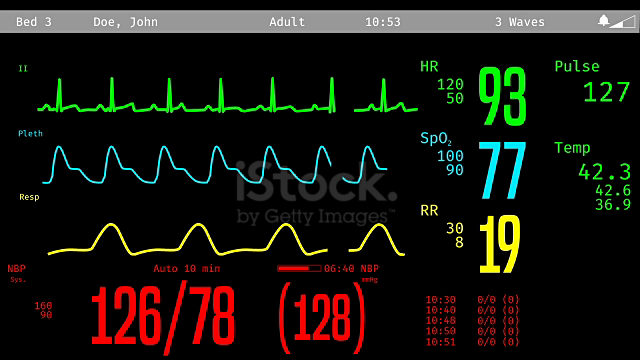 Bed 3 Doe, John Adult 10:53 3 Waves
II
HR
120
50
93
Pulse
127
Pleth
SpO2
100
90
77
Temp
42.3
42.6
36.9
iStock.
by Getty Images™
Resp
RR
30
8
19
NBP Auto 10 min 06:40 NBP
Sys. mmHg
160
90
126/78 (128)
10:30 0/0 (0)
10:40 0/0 (0)
10:48 0/0 (0)
10:50 0/0 (0)
10:51 0/0 (0)